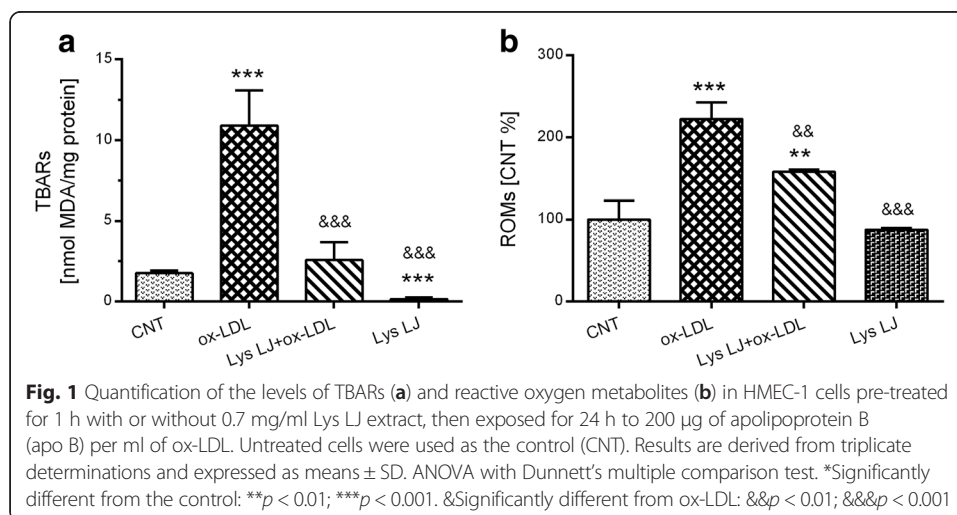 a
TBARs
[nmol MDA/mg protein]
15
10
5
0
***
&&&
&&&
***
CNT
ox-LDL
Lys LJ+ox-LDL
Lys LJ
b
ROMs [CNT %]
300
200
100
0
***
&&
**
&&&
CNT
ox-LDL
Lys LJ+ox-LDL
Lys LJ
Fig. 1 Quantification of the levels of TBARs (a) and reactive oxygen metabolites (b) in HMEC-1 cells pre-treated
for 1 h with or without 0.7 mg/ml Lys LJ extract, then exposed for 24 h to 200 μg of apolipoprotein B
(apo B) per ml of ox-LDL. Untreated cells were used as the control (CNT). Results are derived from triplicate
determinations and expressed as means ± SD. ANOVA with Dunnett's multiple comparison test. *Significantly
different from the control: **p < 0.01; ***p < 0.001. &Significantly different from ox-LDL: &&p < 0.01; &&&p < 0.001